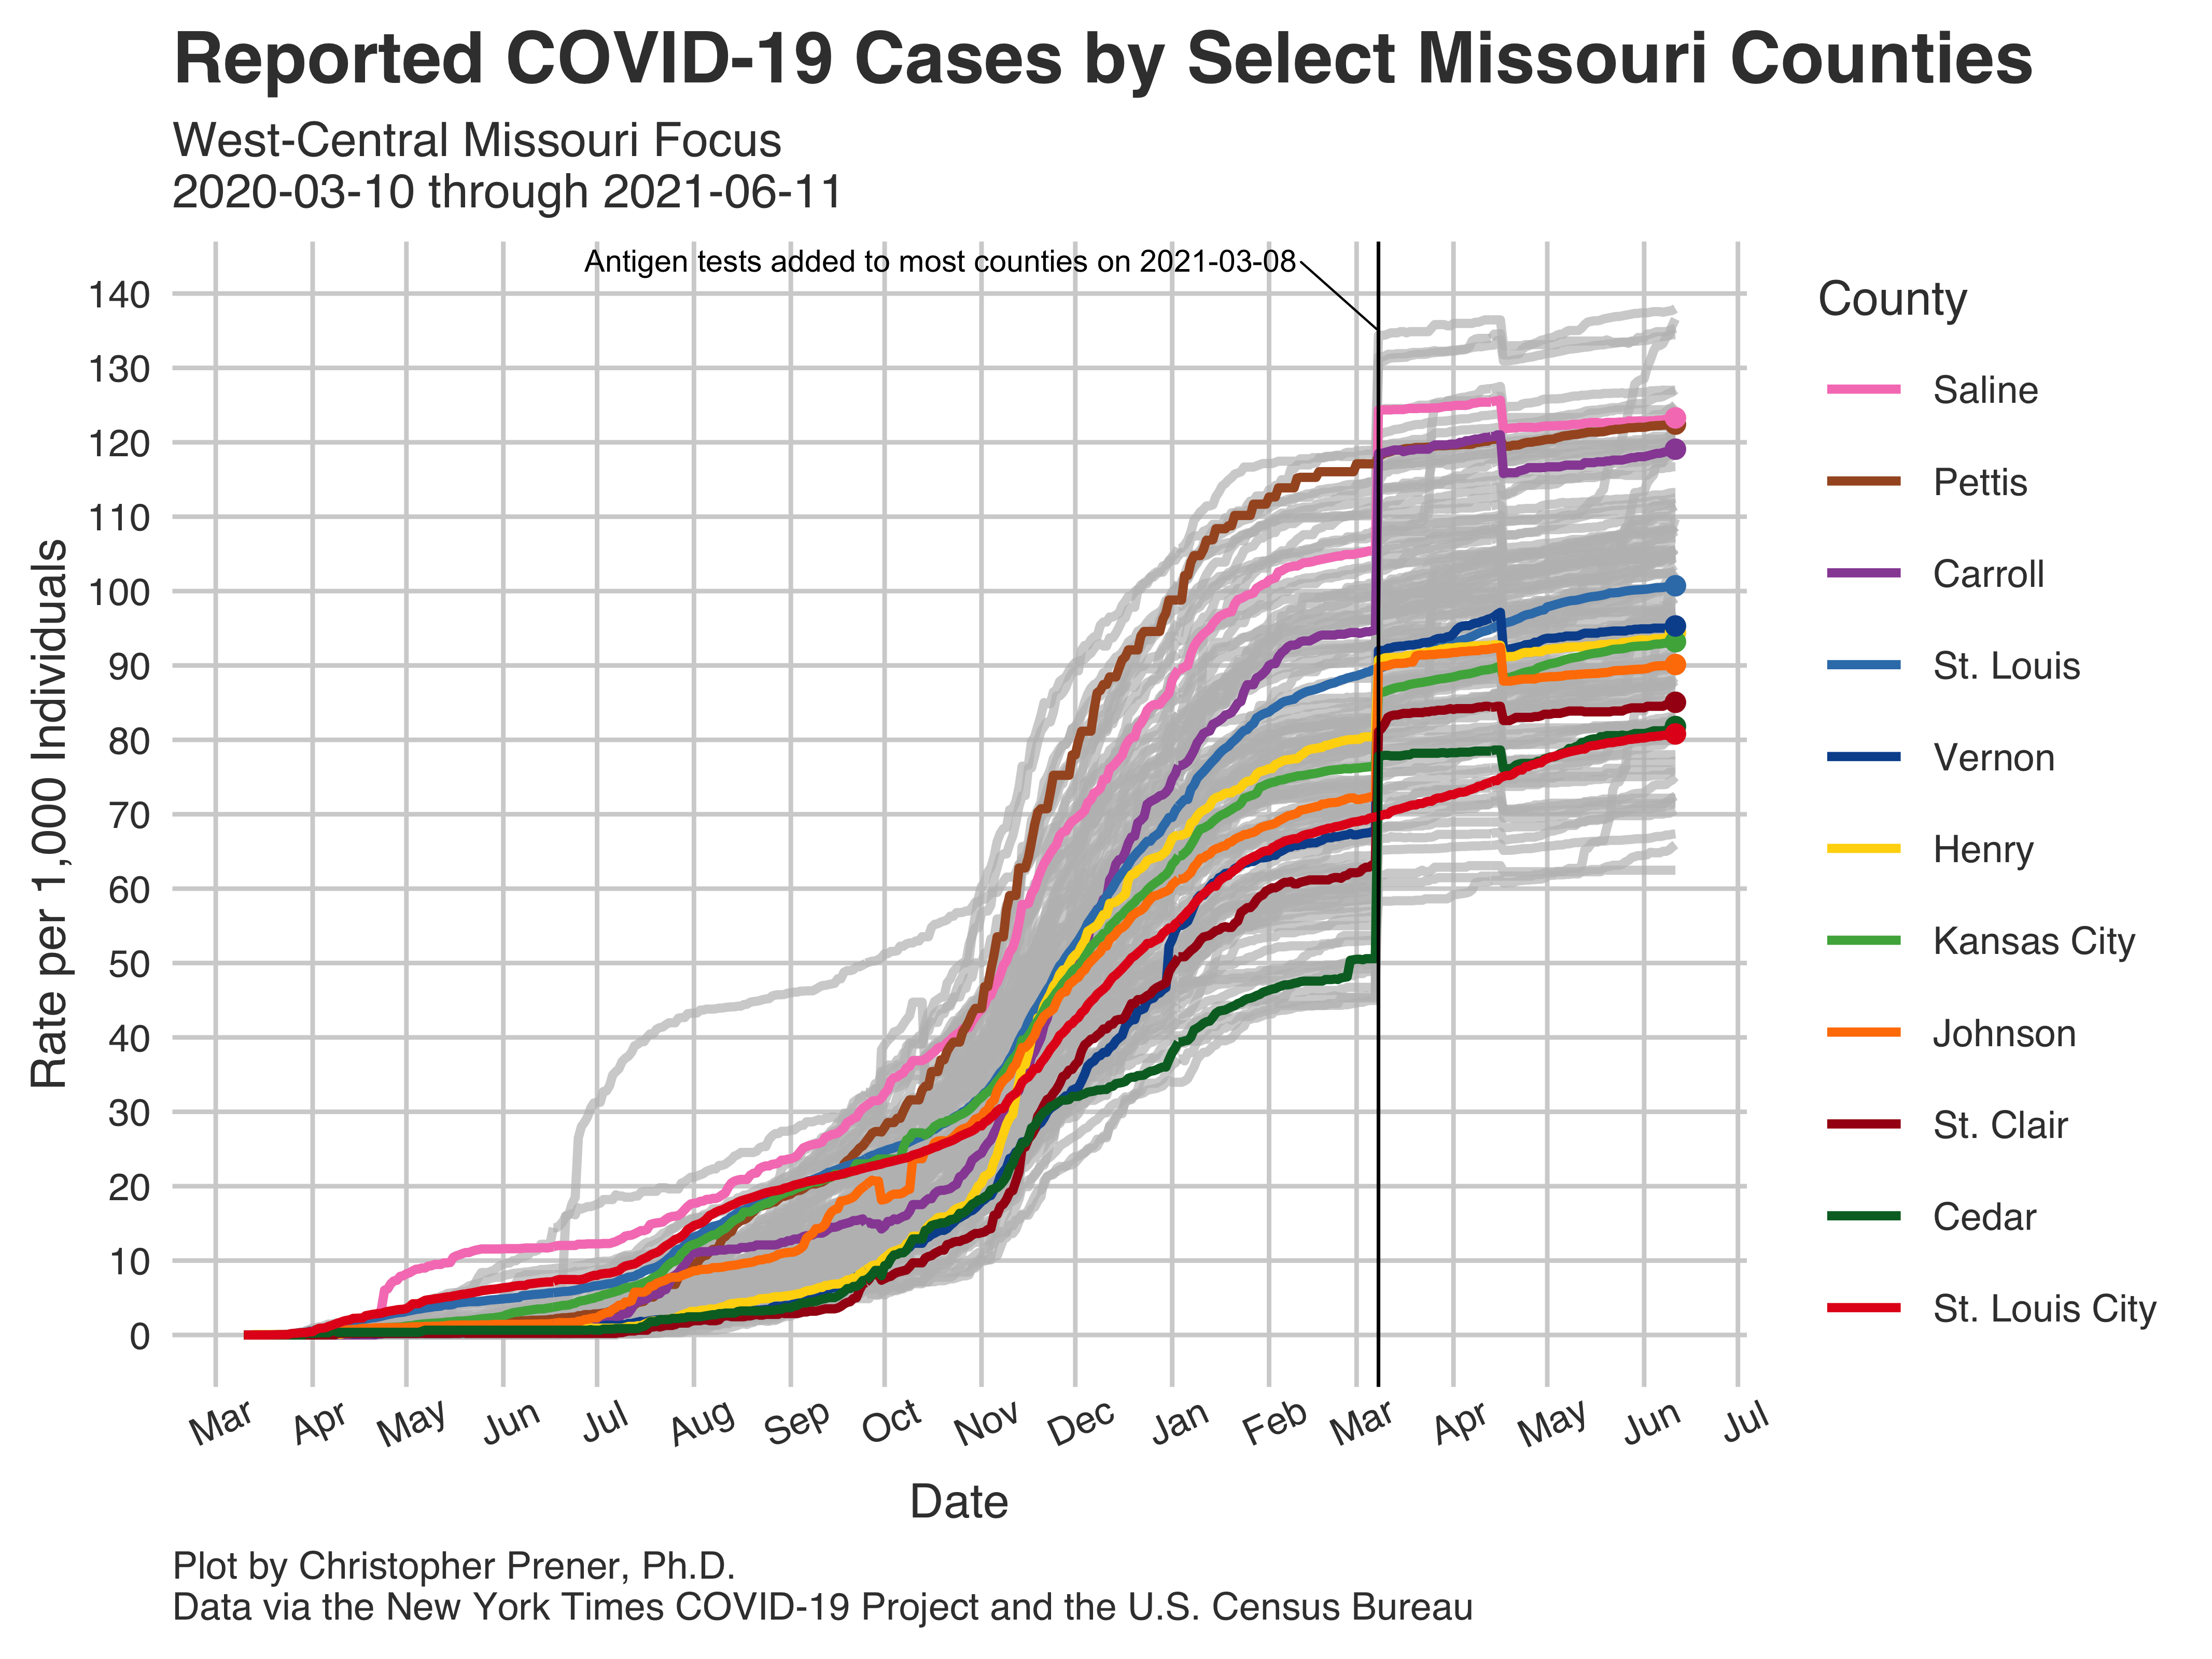 Reported COVID-19 Cases by Select Missouri Counties
West-Central Missouri Focus
2020-03-10 through 2021-06-11
Antigen tests added to most counties on 2021-03-08
Rate per 1,000 Individuals
140
130
120
110
100
90
80
70
60
50
40
30
20
10
0
Mar Apr May Jun Jul Aug Sep Oct Nov Dec Jan Feb Mar Apr May Jun Jul
Date
County
Saline
Pettis
Carroll
St. Louis
Vernon
Henry
Kansas City
Johnson
St. Clair
Cedar
St. Louis City
Plot by Christopher Prener, Ph.D.
Data via the New York Times COVID-19 Project and the U.S. Census Bureau